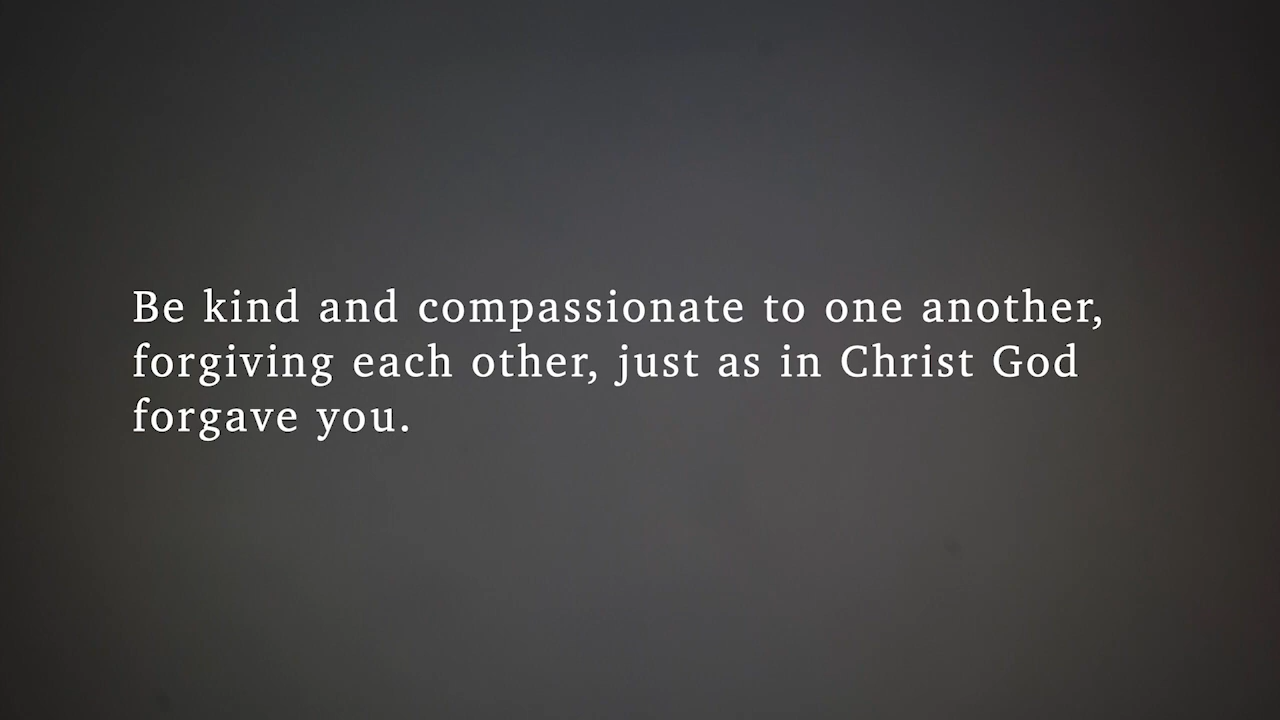 Be kind and compassionate to one another,
forgiving each other, just as in Christ God
forgave you.